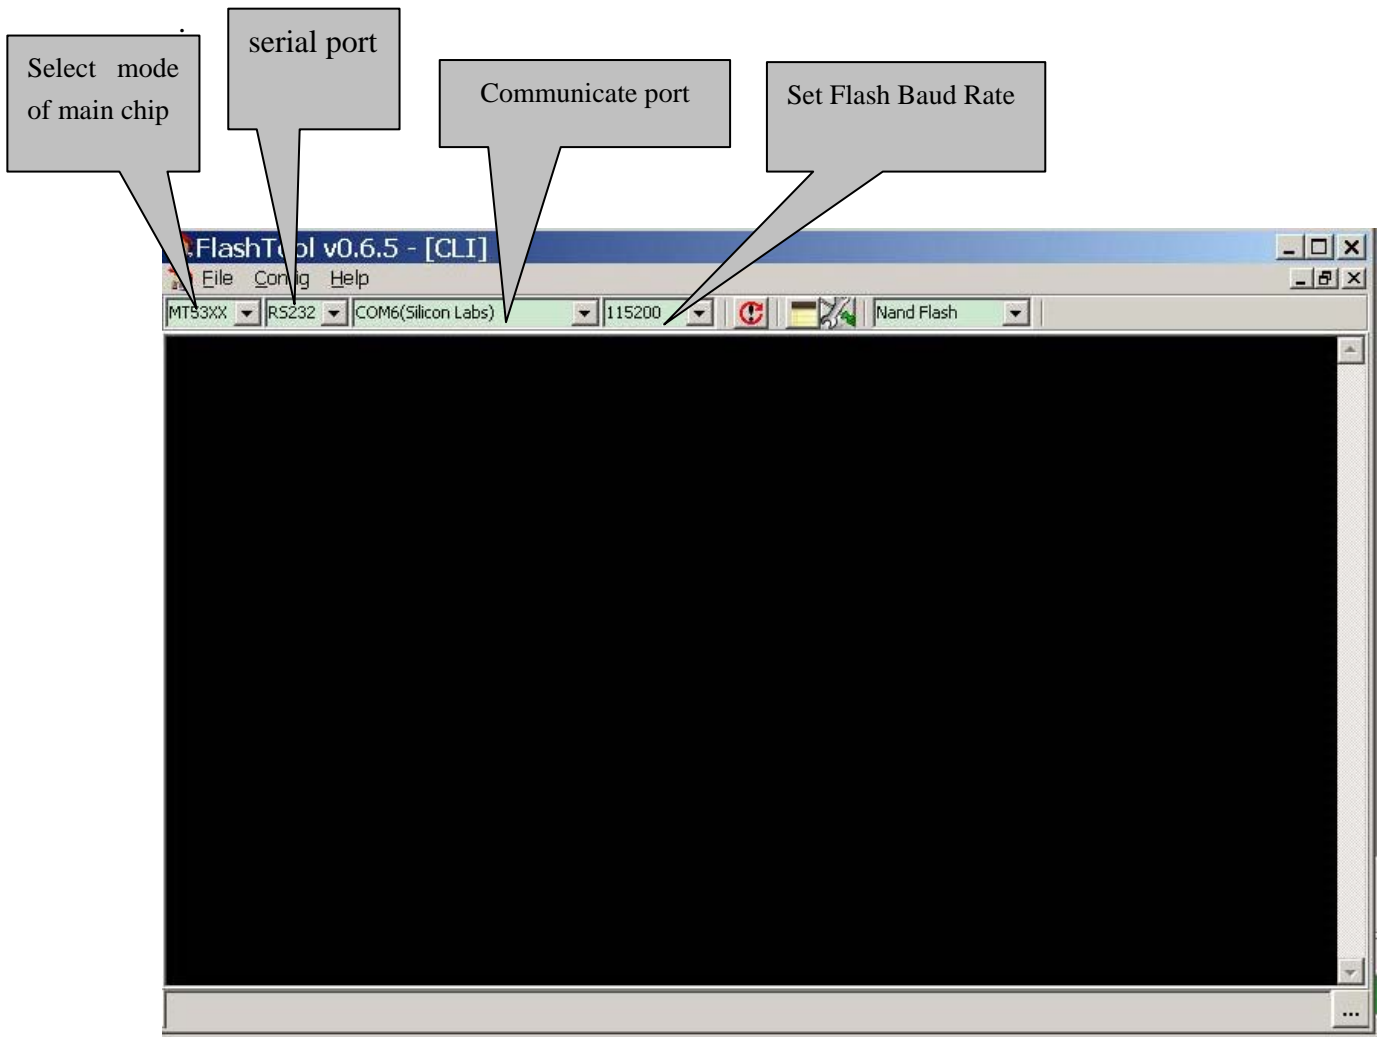 serial port
Select mode
of main chip
Communicate port
Set Flash Baud Rate
FlashTool v0.6.5 - [CLI]
File Config Help
MT53XX RS232 COM6(Silicon Labs) 115200 Nand Flash
...